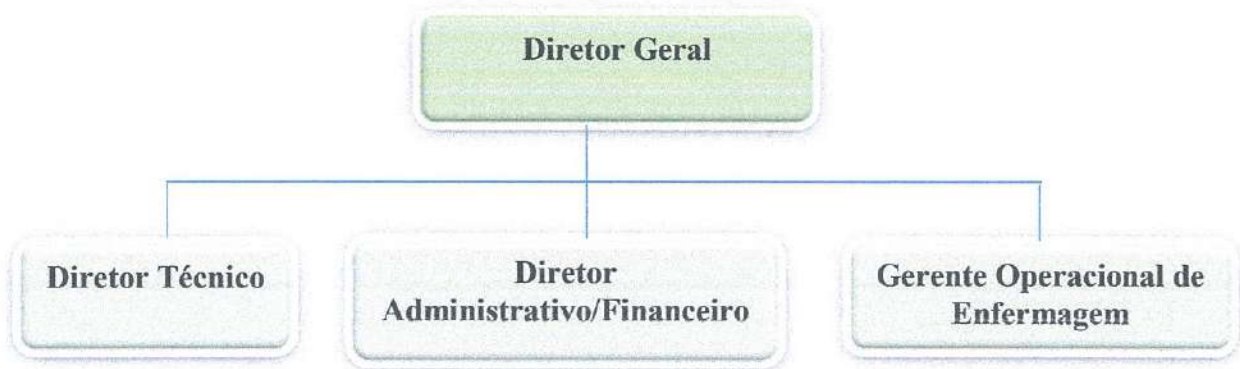 Diretor Geral
Diretor Técnico
Diretor
Administrativo/Financeiro
Gerente Operacional de
Enfermagem